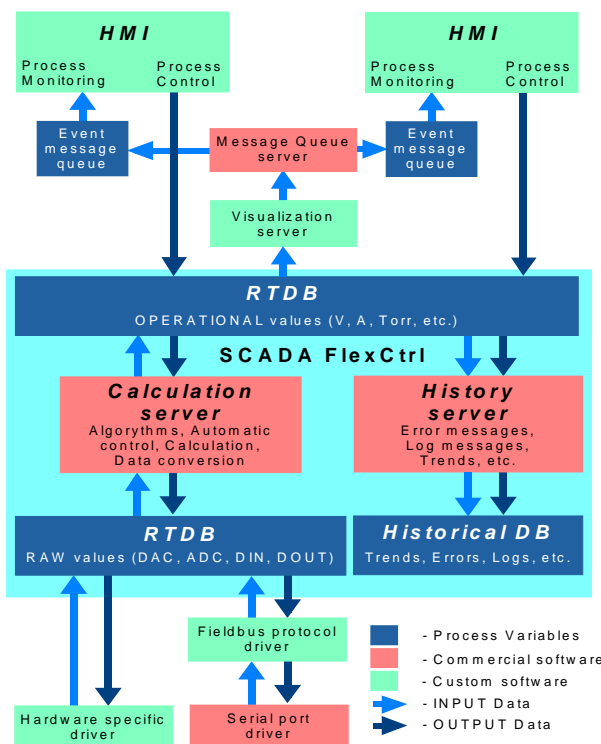 HMI
HMI
Process Monitoring
Process Control
Process Monitoring
Process Control
Event message queue
Message Queue server
Event message queue
Visualization server
RTDB
OPERATIONAL values (V, A, Torr, etc.)
SCADA FlexCtrl
Calculation server
Algorythms, Automatic control, Calculation, Data conversion
History server
Error messages, Log messages, Trends, etc.
RTDB
RAW values (DAC, ADC, DIN, DOUT)
Historical DB
Trends, Errors, Logs, etc.
Fieldbus protocol driver
Hardware specific driver
Serial port driver
- Process Variables
- Commercial software
- Custom software
- INPUT Data
- OUTPUT Data